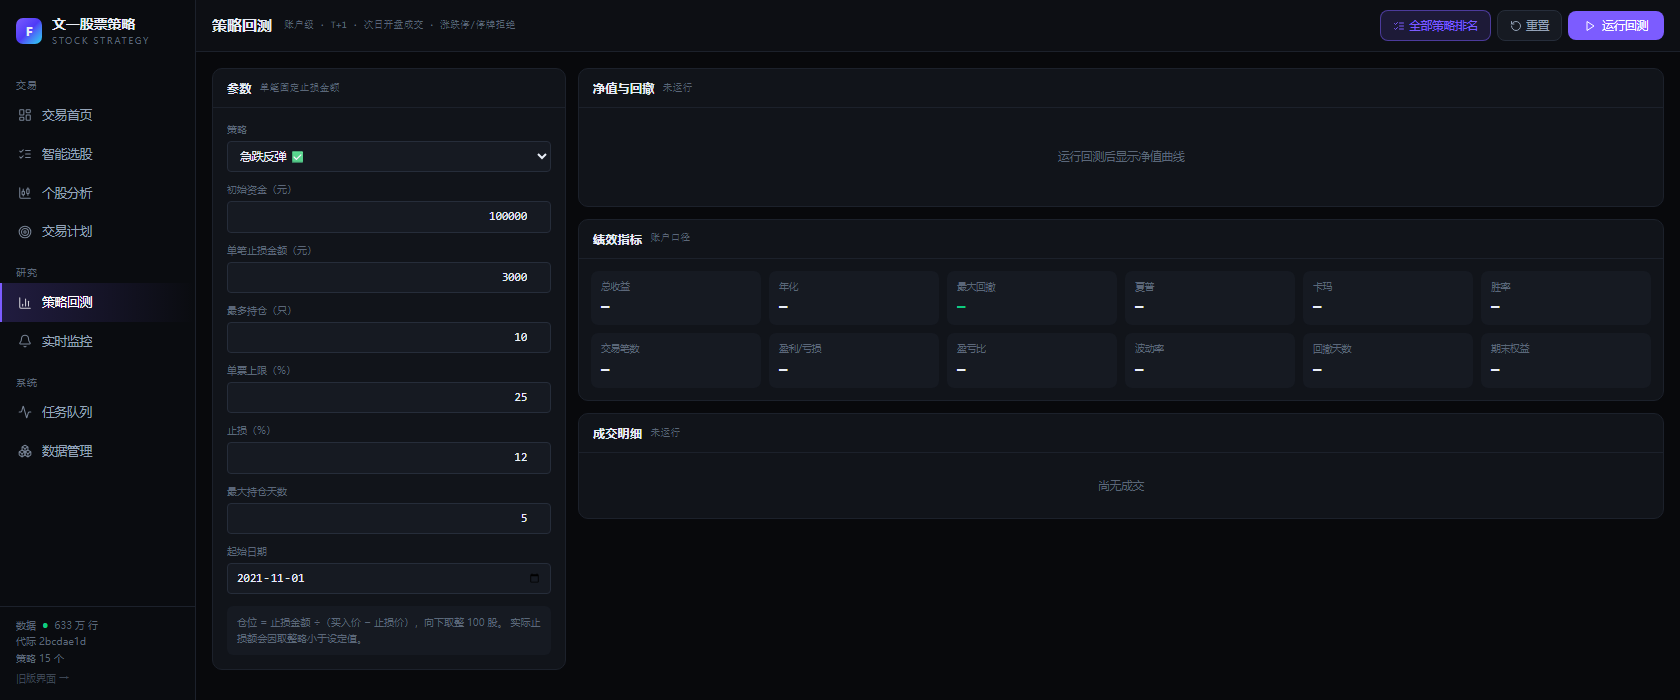 F
文一股票策略
STOCK STRATEGY
交易
交易首页
智能选股
个股分析
交易计划
研究
策略回测
实时监控
系统
任务队列
数据管理
数据 ● 633 万 行
代际 2bcdae1d
策略 15 个
旧版界面 →
策略回测 账户级 · T+1 · 次日开盘成交 · 涨跌停/停牌拒绝
全部策略排名
重置
运行回测
参数 单笔固定止损金额
策略
急跌反弹 ✅
初始资金（元）
100000
单笔止损金额（元）
3000
最多持仓（只）
10
单票上限（%）
25
止损（%）
12
最大持仓天数
5
起始日期
2021-11-01
仓位 = 止损金额 ÷（买入价 − 止损价），向下取整 100 股。 实际止
损额会因取整略小于设定值。
净值与回撤 未运行
运行回测后显示净值曲线
绩效指标 账户口径
总收益
—
年化
—
最大回撤
—
夏普
—
卡玛
—
胜率
—
交易笔数
—
盈利/亏损
—
盈亏比
—
波动率
—
回撤天数
—
期末权益
—
成交明细 未运行
尚无成交